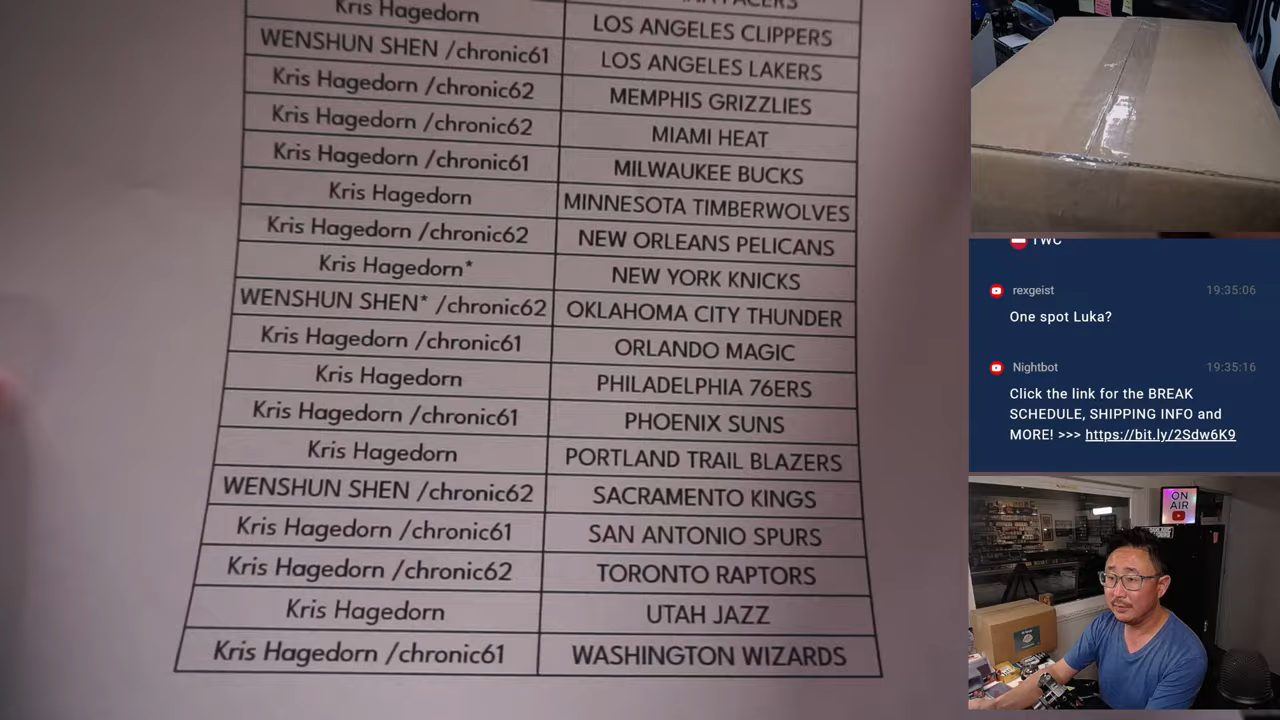 PACERS
Kris Hagedorn LOS ANGELES CLIPPERS
WENSHUN SHEN /chronic61 LOS ANGELES LAKERS
Kris Hagedorn /chronic62 MEMPHIS GRIZZLIES
Kris Hagedorn /chronic62 MIAMI HEAT
Kris Hagedorn /chronic61 MILWAUKEE BUCKS
Kris Hagedorn MINNESOTA TIMBERWOLVES
Kris Hagedorn /chronic62 NEW ORLEANS PELICANS
Kris Hagedorn* NEW YORK KNICKS
WENSHUN SHEN* /chronic62 OKLAHOMA CITY THUNDER
Kris Hagedorn /chronic61 ORLANDO MAGIC
Kris Hagedorn PHILADELPHIA 76ERS
Kris Hagedorn /chronic61 PHOENIX SUNS
Kris Hagedorn PORTLAND TRAIL BLAZERS
WENSHUN SHEN /chronic62 SACRAMENTO KINGS
Kris Hagedorn /chronic61 SAN ANTONIO SPURS
Kris Hagedorn /chronic62 TORONTO RAPTORS
Kris Hagedorn UTAH JAZZ
Kris Hagedorn /chronic61 WASHINGTON WIZARDS
TWC
rexgeist 19:35:06
One spot Luka?
Nightbot 19:35:16
Click the link for the BREAK
SCHEDULE, SHIPPING INFO and
MORE! >>> https://bit.ly/2Sdw6K9
ON
AIR